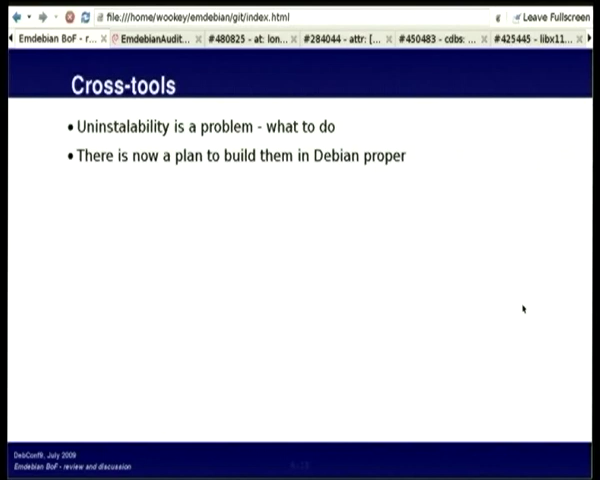 file:///home/wookey/emdebian/git/index.html
Leave Fullscreen
Emdebian BoF - r...
EmdebianAudit...
#480825 - at: lon...
#284044 - attr: [...
#450483 - cdbs: ...
#425445 - libx11...
Cross-tools
• Uninstalability is a problem - what to do
• There is now a plan to build them in Debian proper
DebConf9, July 2009
Emdebian BoF - review and discussion